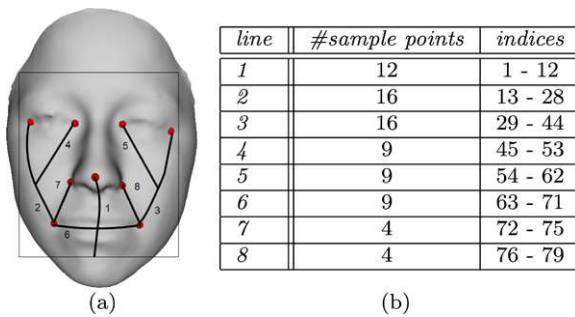 4
5
7
8
2
1
3
6
(a)
line #sample points indices
1 12 1 - 12
2 16 13 - 28
3 16 29 - 44
4 9 45 - 53
5 9 54 - 62
6 9 63 - 71
7 4 72 - 75
8 4 76 - 79
(b)